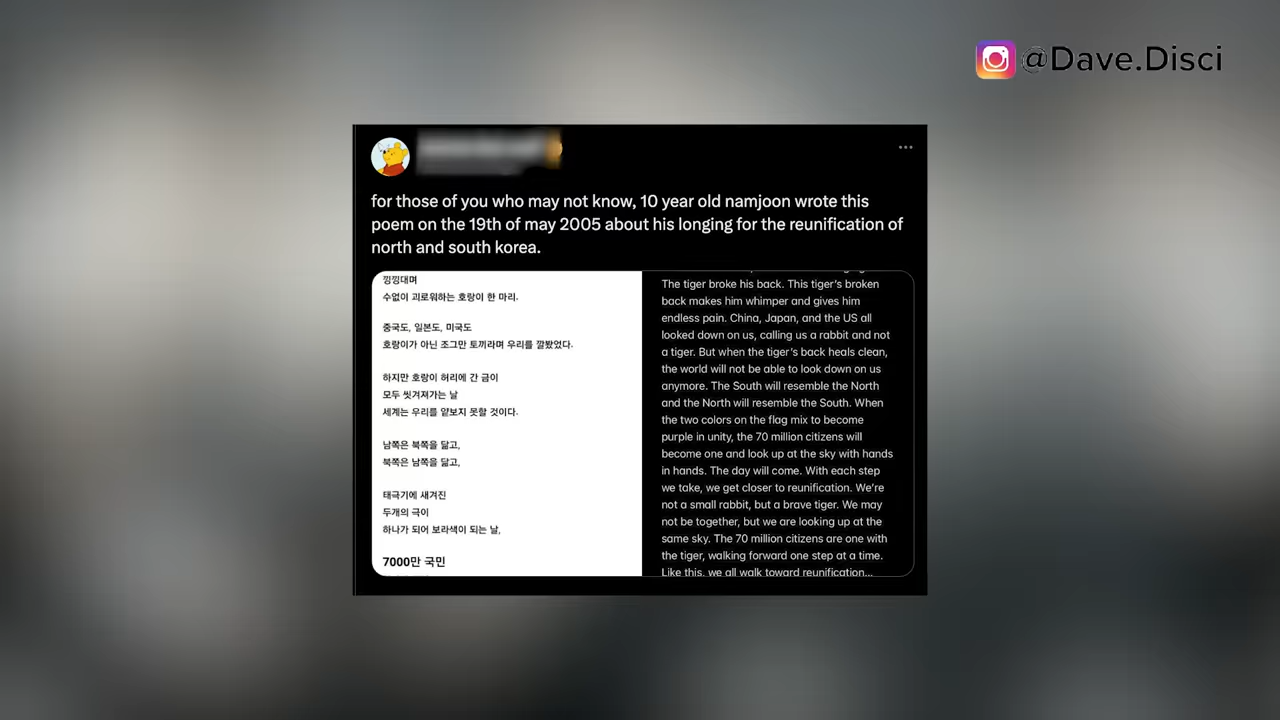 @Dave.Disci
for those of you who may not know, 10 year old namjoon wrote this
poem on the 19th of may 2005 about his longing for the reunification of
north and south korea.
낑낑대며
수없이 괴로워하는 호랑이 한 마리.
중국도, 일본도, 미국도
호랑이가 아닌 조그만 토끼라며 우리를 깔봤었다.
하지만 호랑이 허리에 간 금이
모두 씻겨져가는 날
세계는 우리를 얕보지 못할 것이다.
남쪽은 북쪽을 닮고,
북쪽은 남쪽을 닮고,
태극기에 새겨진
두개의 극이
하나가 되어 보라색이 되는 날,
7000만 국민
The tiger broke his back. This tiger's broken
back makes him whimper and gives him
endless pain. China, Japan, and the US all
looked down on us, calling us a rabbit and not
a tiger. But when the tiger's back heals clean,
the world will not be able to look down on us
anymore. The South will resemble the North
and the North will resemble the South. When
the two colors on the flag mix to become
purple in unity, the 70 million citizens will
become one and look up at the sky with hands
in hands. The day will come. With each step
we take, we get closer to reunification. We're
not a small rabbit, but a brave tiger. We may
not be together, but we are looking up at the
same sky. The 70 million citizens are one with
the tiger, walking forward one step at a time.
Like this, we all walk toward reunification...